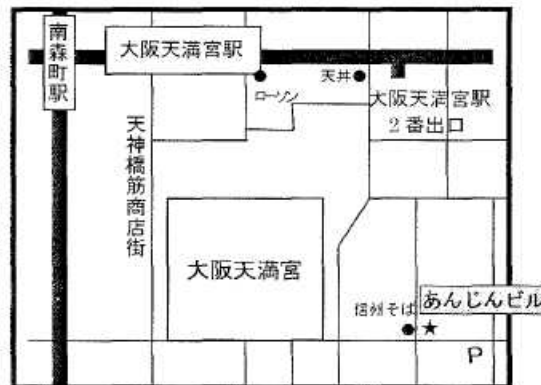 南森町駅
大阪天満宮駅
ローソン
天丼
大阪天満宮駅
2番出口
天神橋筋商店街
大阪天満宮
信州そば
あんじんビル
P